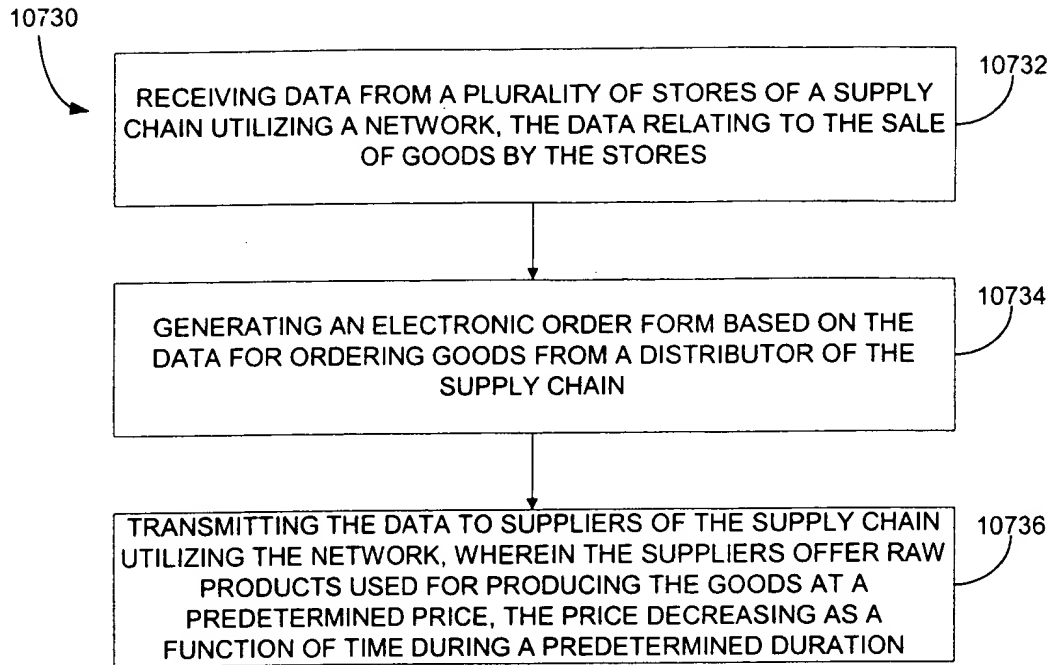 10730
10732
RECEIVING DATA FROM A PLURALITY OF STORES OF A SUPPLY
CHAIN UTILIZING A NETWORK, THE DATA RELATING TO THE SALE
OF GOODS BY THE STORES
10734
GENERATING AN ELECTRONIC ORDER FORM BASED ON THE
DATA FOR ORDERING GOODS FROM A DISTRIBUTOR OF THE
SUPPLY CHAIN
10736
TRANSMITTING THE DATA TO SUPPLIERS OF THE SUPPLY CHAIN
UTILIZING THE NETWORK, WHEREIN THE SUPPLIERS OFFER RAW
PRODUCTS USED FOR PRODUCING THE GOODS AT A
PREDETERMINED PRICE, THE PRICE DECREASING AS A
FUNCTION OF TIME DURING A PREDETERMINED DURATION